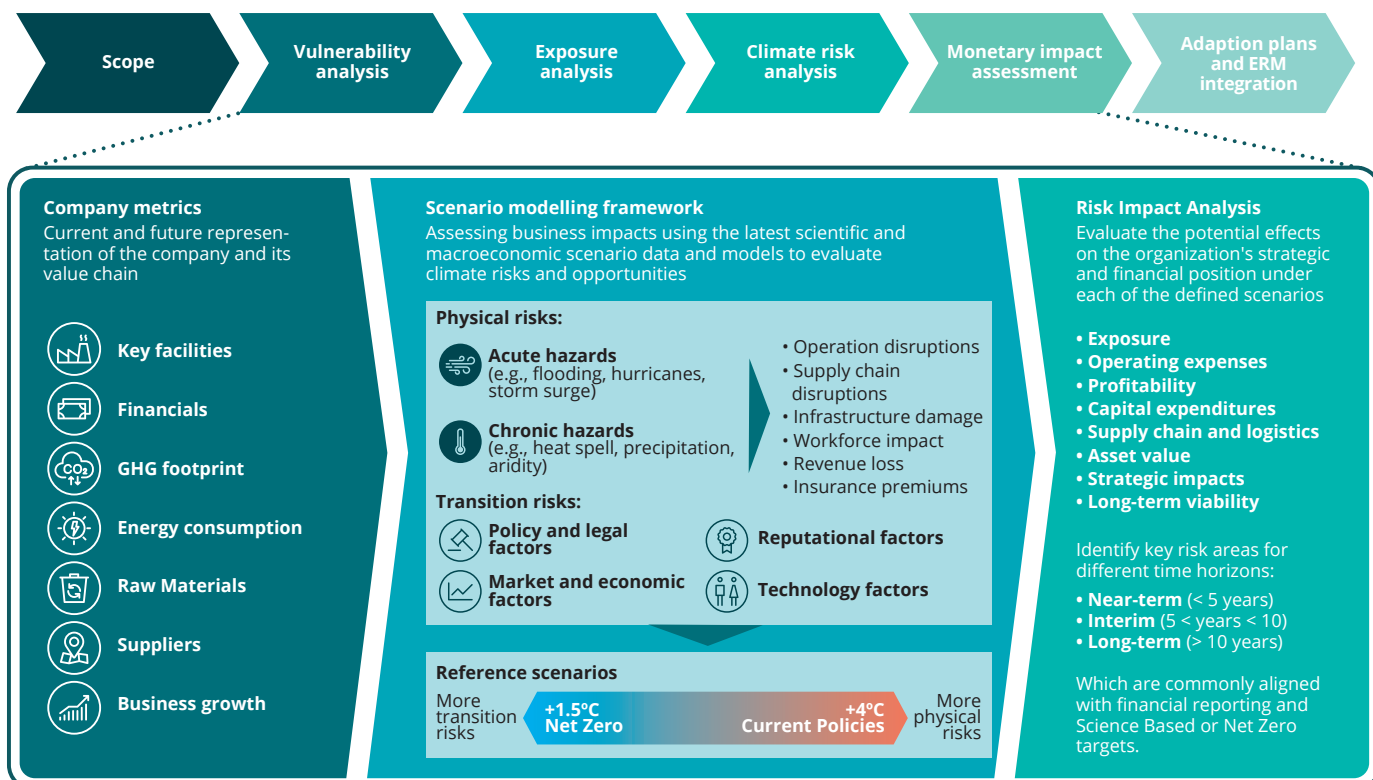 Scope
Vulnerability
analysis
Exposure
analysis
Climate risk
analysis
Monetary impact
assessment
Adaption plans
and ERM
integration
Company metrics
Current and future represen-
tation of the company and its
value chain
Key facilities
Financials
CO₂
GHG footprint
Energy consumption
Raw Materials
Suppliers
Business growth
Scenario modelling framework
Assessing business impacts using the latest scientific and
macroeconomic scenario data and models to evaluate
climate risks and opportunities
Physical risks:
Acute hazards
(e.g., flooding, hurricanes,
storm surge)
Chronic hazards
(e.g., heat spell, precipitation,
aridity)
• Operation disruptions
• Supply chain
disruptions
• Infrastructure damage
• Workforce impact
• Revenue loss
• Insurance premiums
Transition risks:
Policy and legal
factors
Reputational factors
Market and economic
factors
Technology factors
Reference scenarios
More
transition
risks
+1.5ºC
Net Zero
+4ºC
Current Policies
More
physical
risks
Risk Impact Analysis
Evaluate the potential effects
on the organization's strategic
and financial position under
each of the defined scenarios
• Exposure
• Operating expenses
• Profitability
• Capital expenditures
• Supply chain and logistics
• Asset value
• Strategic impacts
• Long-term viability
Identify key risk areas for
different time horizons:
• Near-term (< 5 years)
• Interim (5 < years < 10)
• Long-term (> 10 years)
Which are commonly aligned
with financial reporting and
Science Based or Net Zero
targets.